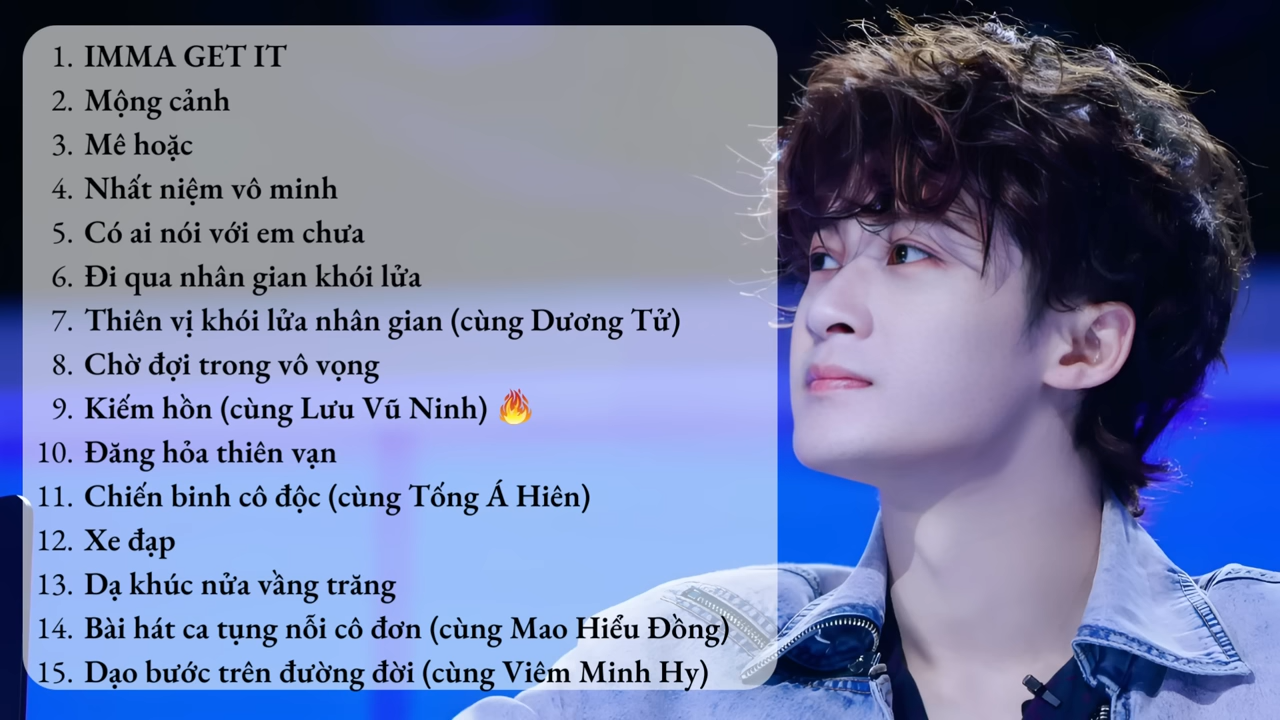 1. IMMA GET IT
2. Mộng cảnh
3. Mê hoặc
4. Nhất niệm vô minh
5. Có ai nói với em chưa
6. Đi qua nhân gian khói lửa
7. Thiên vị khói lửa nhân gian (cùng Dương Tử)
8. Chờ đợi trong vô vọng
9. Kiếm hồn (cùng Lưu Vũ Ninh) 🔥
10. Đăng hỏa thiên vạn
11. Chiến binh cô độc (cùng Tống Á Hiên)
12. Xe đạp
13. Dạ khúc nửa vầng trăng
14. Bài hát ca tụng nỗi cô đơn (cùng Mao Hiểu Đồng)
15. Dạo bước trên đường đời (cùng Viêm Minh Hy)